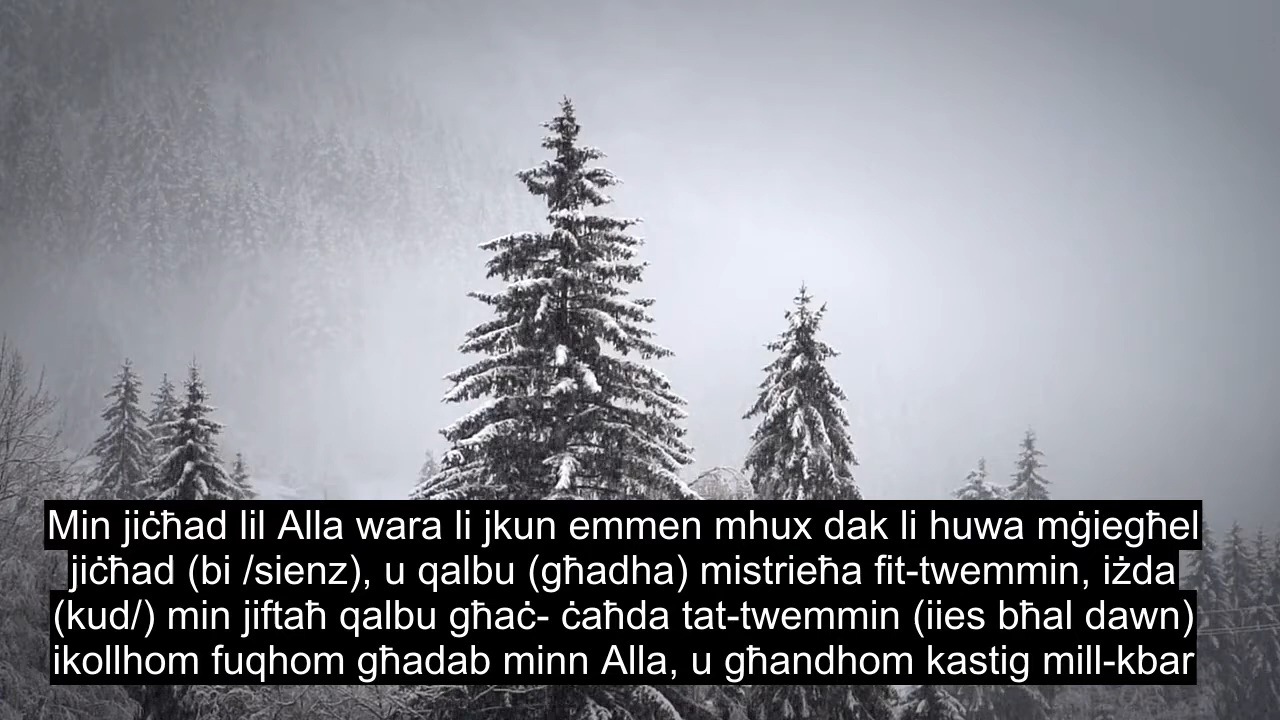 Min jiċħad lil Alla wara li jkun emmen mhux dak li huwa mġiegħel
jiċħad (bi /sienz), u qalbu (għadha) mistrieħa fit-twemmin, iżda
(kud/) min jiftaħ qalbu għaċ- ċaħda tat-twemmin (iies bħal dawn)
ikollhom fuqhom għadab minn Alla, u għandhom kastig mill-kbar